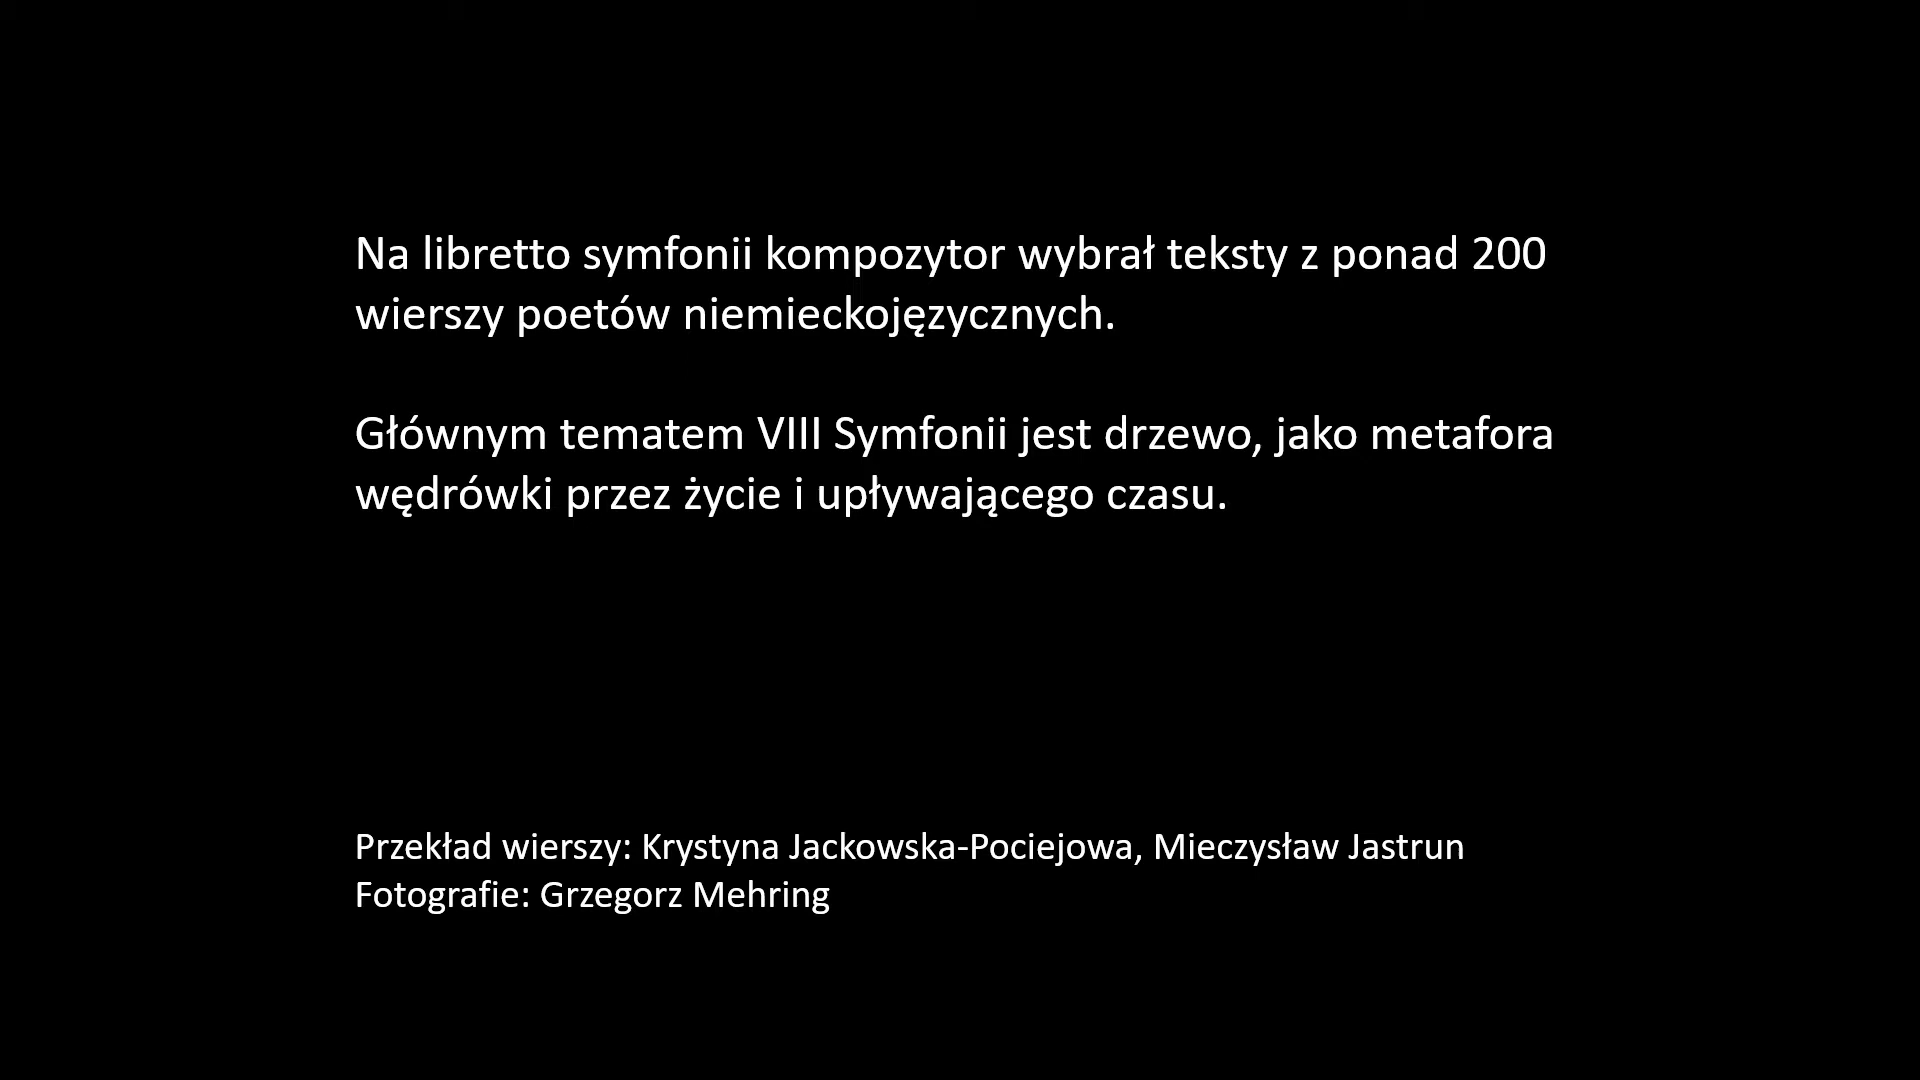 Na libretto symfonii kompozytor wybrał teksty z ponad 200
wierszy poetów niemieckojęzycznych.
Głównym tematem VIII Symfonii jest drzewo, jako metafora
wędrówki przez życie i upływającego czasu.
Przekład wierszy: Krystyna Jackowska-Pociejowa, Mieczysław Jastrun
Fotografie: Grzegorz Mehring